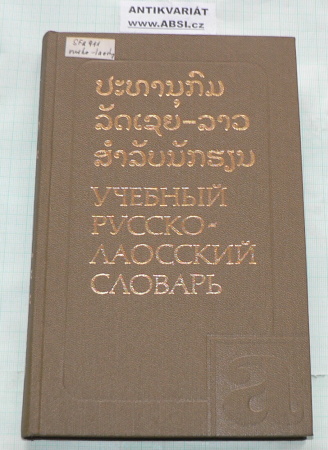 ANTIKVARIÁT
www.ABSI.cz
ປະທານຸກົມ
ລັດເຊຍ-ລາວ
ສຳລັບນັກຮຽນ
УЧЕБНЫЙ
РУССКО-
ЛАОССКИЙ
СЛОВАРЬ